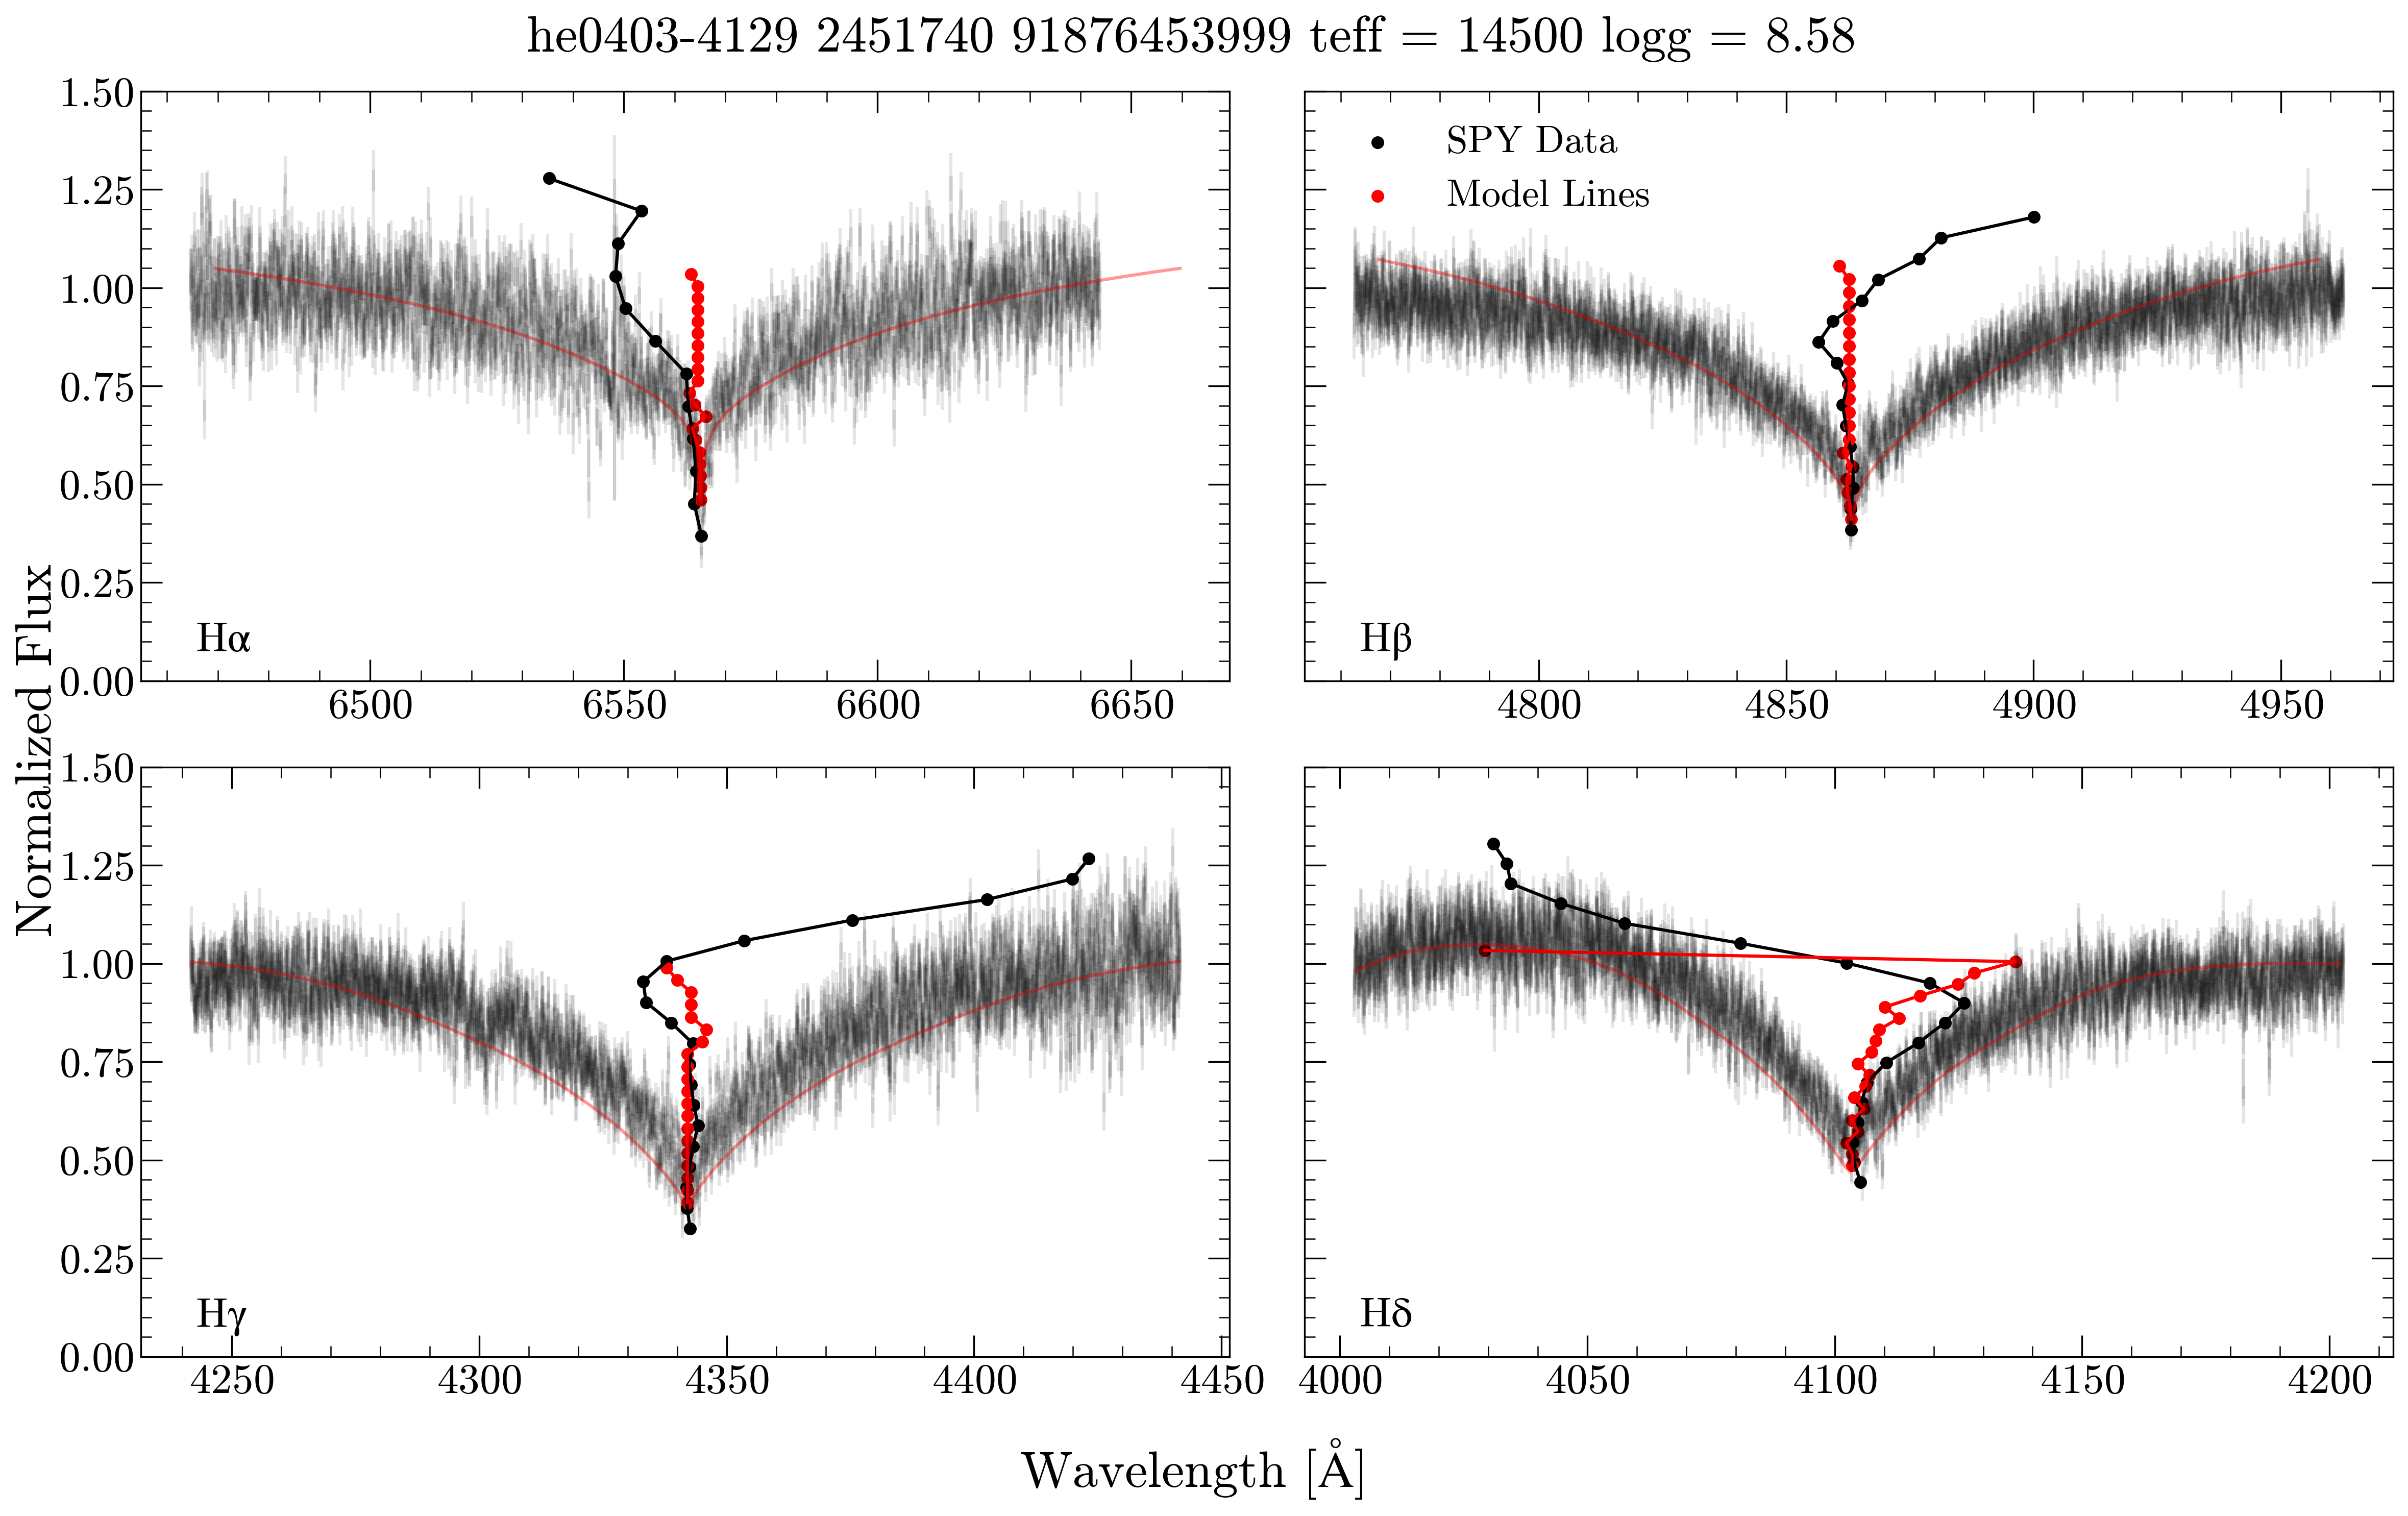 he0403-4129 2451740 91876453999 teff = 14500 logg = 8.58
Normalized Flux
1.50
1.25
1.00
0.75
0.50
0.25
0.00
Hα
6500 6550 6600 6650
SPY Data
Model Lines
Hβ
4800 4850 4900 4950
1.50
1.25
1.00
0.75
0.50
0.25
0.00
Hγ
4250 4300 4350 4400 4450
Hδ
4000 4050 4100 4150 4200
Wavelength [Å]